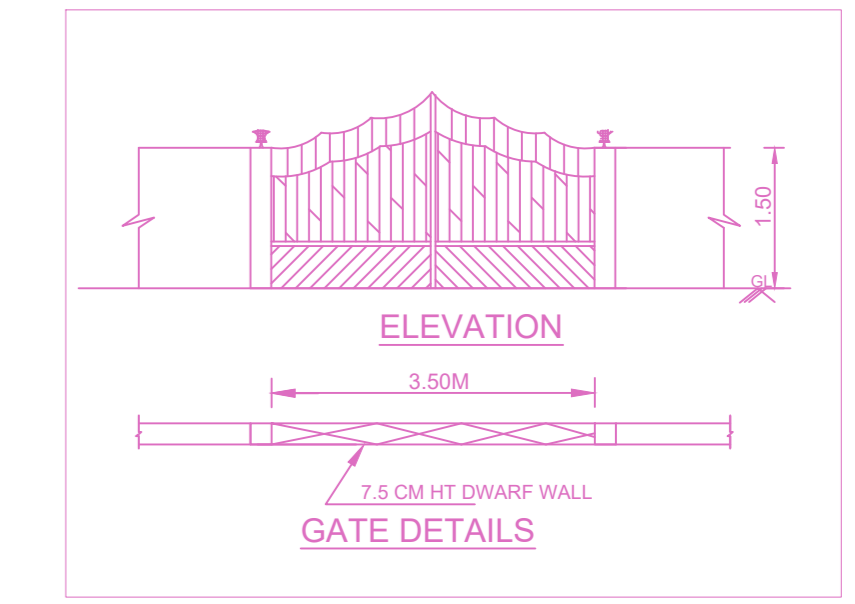 1.50
GL
ELEVATION
3.50M
7.5 CM HT DWARF WALL
GATE DETAILS